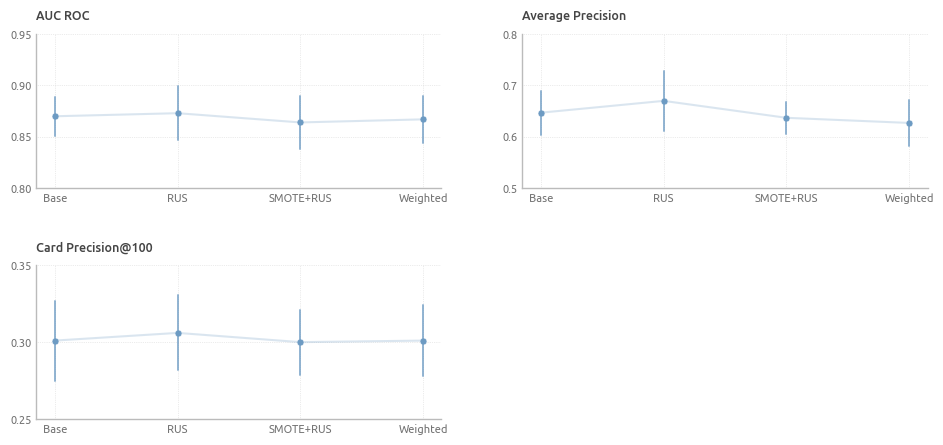 AUC ROC
0.95
0.90
0.85
0.80
Base RUS SMOTE+RUS Weighted
Average Precision
0.8
0.7
0.6
0.5
Base RUS SMOTE+RUS Weighted
Card Precision@100
0.35
0.30
0.25
Base RUS SMOTE+RUS Weighted